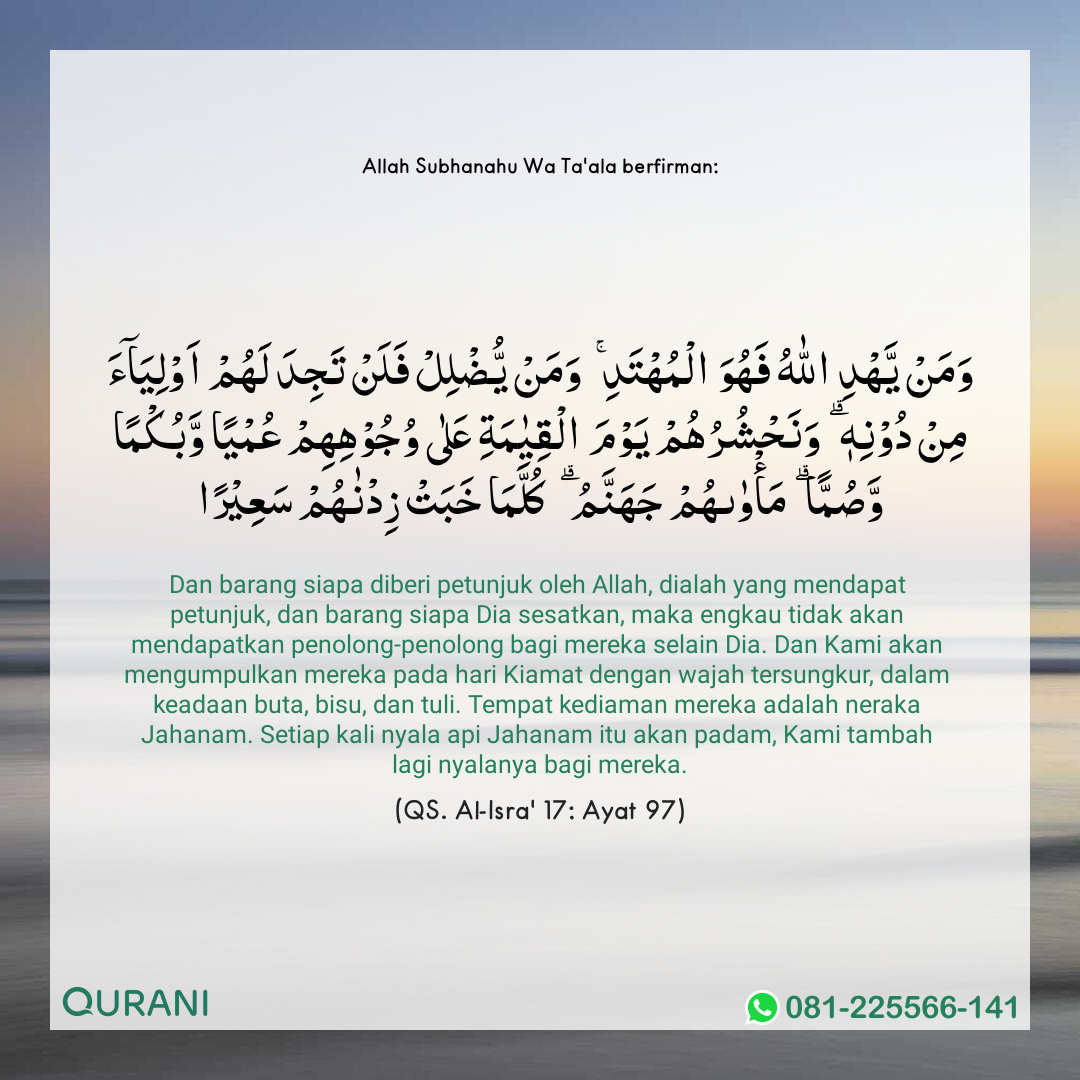 Allah Subhanahu Wa Ta'ala berfirman:
وَمَنْ يَّهْدِ اللّٰهُ فَهُوَ الْمُهْتَدِ ۚ وَمَنْ يُّضْلِلْ فَلَنْ تَجِدَ لَهُمْ اَوْلِيَآءَ
مِنْ دُوْنِهٖ ۗ وَنَحْشُرُهُمْ يَوْمَ الْقِيٰمَةِ عَلٰى وُجُوْهِهِمْ عُمْيًا وَّبُكْمًا
وَّصُمًّا ۗ مَأْوٰٮهُمْ جَهَنَّمُ ۗ كُلَّمَا خَبَتْ زِدْنٰهُمْ سَعِيْرًا
Dan barang siapa diberi petunjuk oleh Allah, dialah yang mendapat
petunjuk, dan barang siapa Dia sesatkan, maka engkau tidak akan
mendapatkan penolong-penolong bagi mereka selain Dia. Dan Kami akan
mengumpulkan mereka pada hari Kiamat dengan wajah tersungkur, dalam
keadaan buta, bisu, dan tuli. Tempat kediaman mereka adalah neraka
Jahanam. Setiap kali nyala api Jahanam itu akan padam, Kami tambah
lagi nyalanya bagi mereka.
(QS. Al-Isra' 17: Ayat 97)
QURANI
081-225566-141